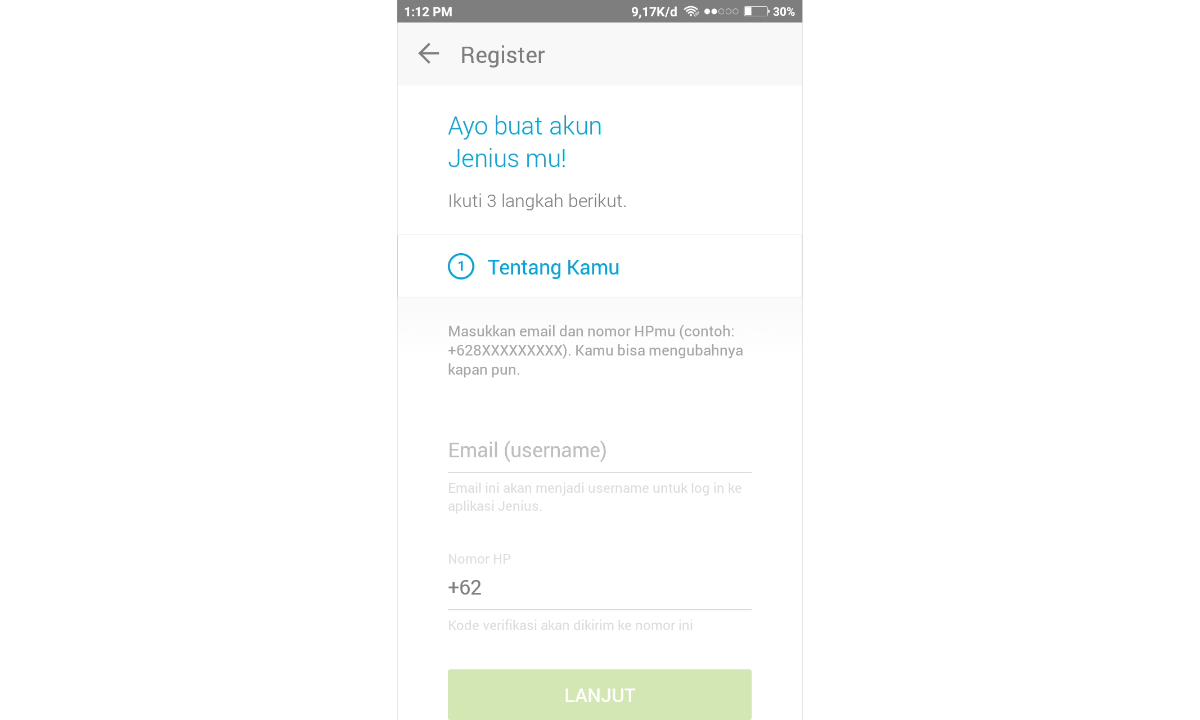 1:12 PM 9,17K/d 30%
Register
Ayo buat akun
Jenius mu!
Ikuti 3 langkah berikut.
1 Tentang Kamu
Masukkan email dan nomor HPmu (contoh:
+628XXXXXXXXX). Kamu bisa mengubahnya
kapan pun.
Email (username)
Email ini akan menjadi username untuk log in ke
aplikasi Jenius.
Nomor HP
+62
Kode verifikasi akan dikirim ke nomor ini
LANJUT